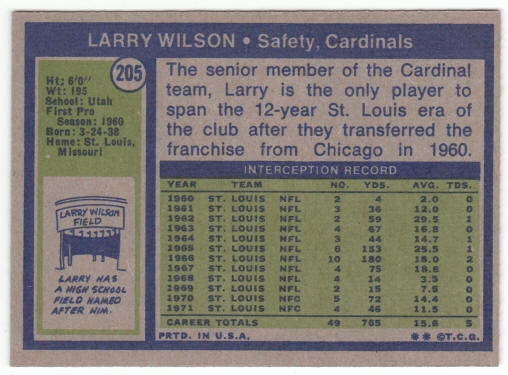 LARRY WILSON • Safety, Cardinals
205
Ht: 6'0"
Wt: 195
School: Utah
First Pro
Season: 1960
Born: 3-24-38
Home: St. Louis,
Missouri
The senior member of the Cardinal
team, Larry is the only player to
span the 12-year St. Louis era of
the club after they transferred the
franchise from Chicago in 1960.
LARRY WILSON
FIELD
LARRY HAS
A HIGH SCHOOL
FIELD NAMED
AFTER HIM.
INTERCEPTION RECORD
YEAR TEAM NO. YDS. AVG. TDS.
1960 ST. LOUIS NFL 2 4 2.0 0
1961 ST. LOUIS NFL 3 36 12.0 0
1962 ST. LOUIS NFL 2 59 29.5 1
1963 ST. LOUIS NFL 4 67 16.8 0
1964 ST. LOUIS NFL 3 44 14.7 1
1965 ST. LOUIS NFL 6 153 25.5 1
1966 ST. LOUIS NFL 10 180 18.0 2
1967 ST. LOUIS NFL 4 75 18.8 0
1968 ST. LOUIS NFL 4 14 3.5 0
1969 ST. LOUIS NFL 2 15 7.5 0
1970 ST. LOUIS NFC 5 72 14.4 0
1971 ST. LOUIS NFC 4 46 11.5 0
CAREER TOTALS 49 765 15.6 5
PRTD. IN U.S.A. ** ©T.C.G.